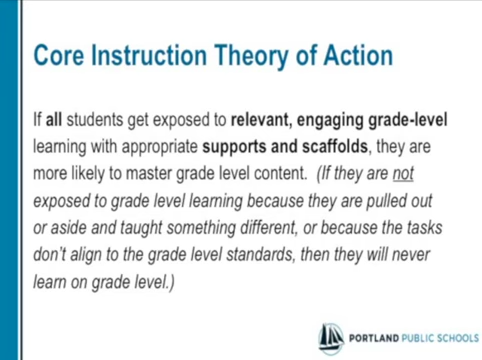 Core Instruction Theory of Action
If all students get exposed to relevant, engaging grade-level
learning with appropriate supports and scaffolds, they are
more likely to master grade level content. (If they are not
exposed to grade level learning because they are pulled out
or aside and taught something different, or because the tasks
don't align to the grade level standards, then they will never
learn on grade level.)
PORTLAND PUBLIC SCHOOLS